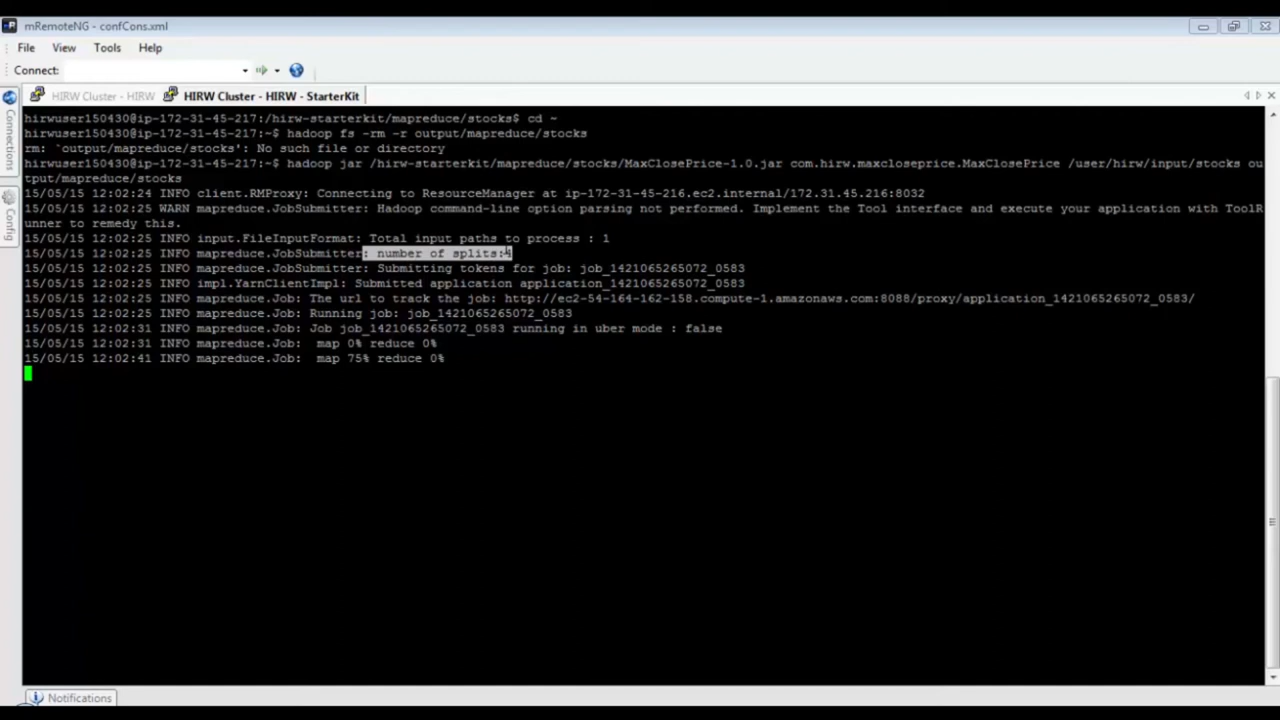 mRemoteNG - confCons.xml
File View Tools Help
Connect:
HIRW Cluster - HIRW
HIRW Cluster - HIRW - StarterKit
Connections
Config
hirwuser150430@ip-172-31-45-217:/hirw-starterkit/mapreduce/stocks$ cd ~
hirwuser150430@ip-172-31-45-217:~$ hadoop fs -rm -r output/mapreduce/stocks
rm: `output/mapreduce/stocks': No such file or directory
hirwuser150430@ip-172-31-45-217:~$ hadoop jar /hirw-starterkit/mapreduce/stocks/MaxClosePrice-1.0.jar com.hirw.maxcloseprice.MaxClosePrice /user/hirw/input/stocks ou
tput/mapreduce/stocks
15/05/15 12:02:24 INFO client.RMProxy: Connecting to ResourceManager at ip-172-31-45-216.ec2.internal/172.31.45.216:8032
15/05/15 12:02:25 WARN mapreduce.JobSubmitter: Hadoop command-line option parsing not performed. Implement the Tool interface and execute your application with ToolR
unner to remedy this.
15/05/15 12:02:25 INFO input.FileInputFormat: Total input paths to process : 1
15/05/15 12:02:25 INFO mapreduce.JobSubmitter: number of splits:4
15/05/15 12:02:25 INFO mapreduce.JobSubmitter: Submitting tokens for job: job_1421065265072_0583
15/05/15 12:02:25 INFO impl.YarnClientImpl: Submitted application application_1421065265072_0583
15/05/15 12:02:25 INFO mapreduce.Job: The url to track the job: http://ec2-54-164-162-158.compute-1.amazonaws.com:8088/proxy/application_1421065265072_0583/
15/05/15 12:02:25 INFO mapreduce.Job: Running job: job_1421065265072_0583
15/05/15 12:02:31 INFO mapreduce.Job: Job job_1421065265072_0583 running in uber mode : false
15/05/15 12:02:31 INFO mapreduce.Job:  map 0% reduce 0%
15/05/15 12:02:41 INFO mapreduce.Job:  map 75% reduce 0%
Notifications